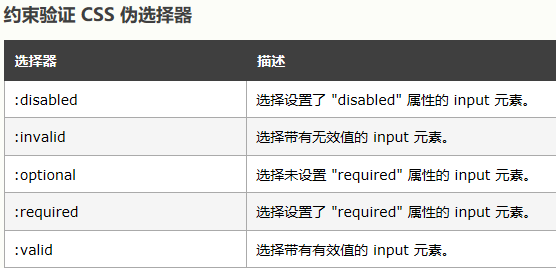 约束验证 CSS 伪选择器
选择器 描述
:disabled 选择设置了 "disabled" 属性的 input 元素。
:invalid 选择带有无效值的 input 元素。
:optional 选择未设置 "required" 属性的 input 元素。
:required 选择设置了 "required" 属性的 input 元素。
:valid 选择带有有效值的 input 元素。